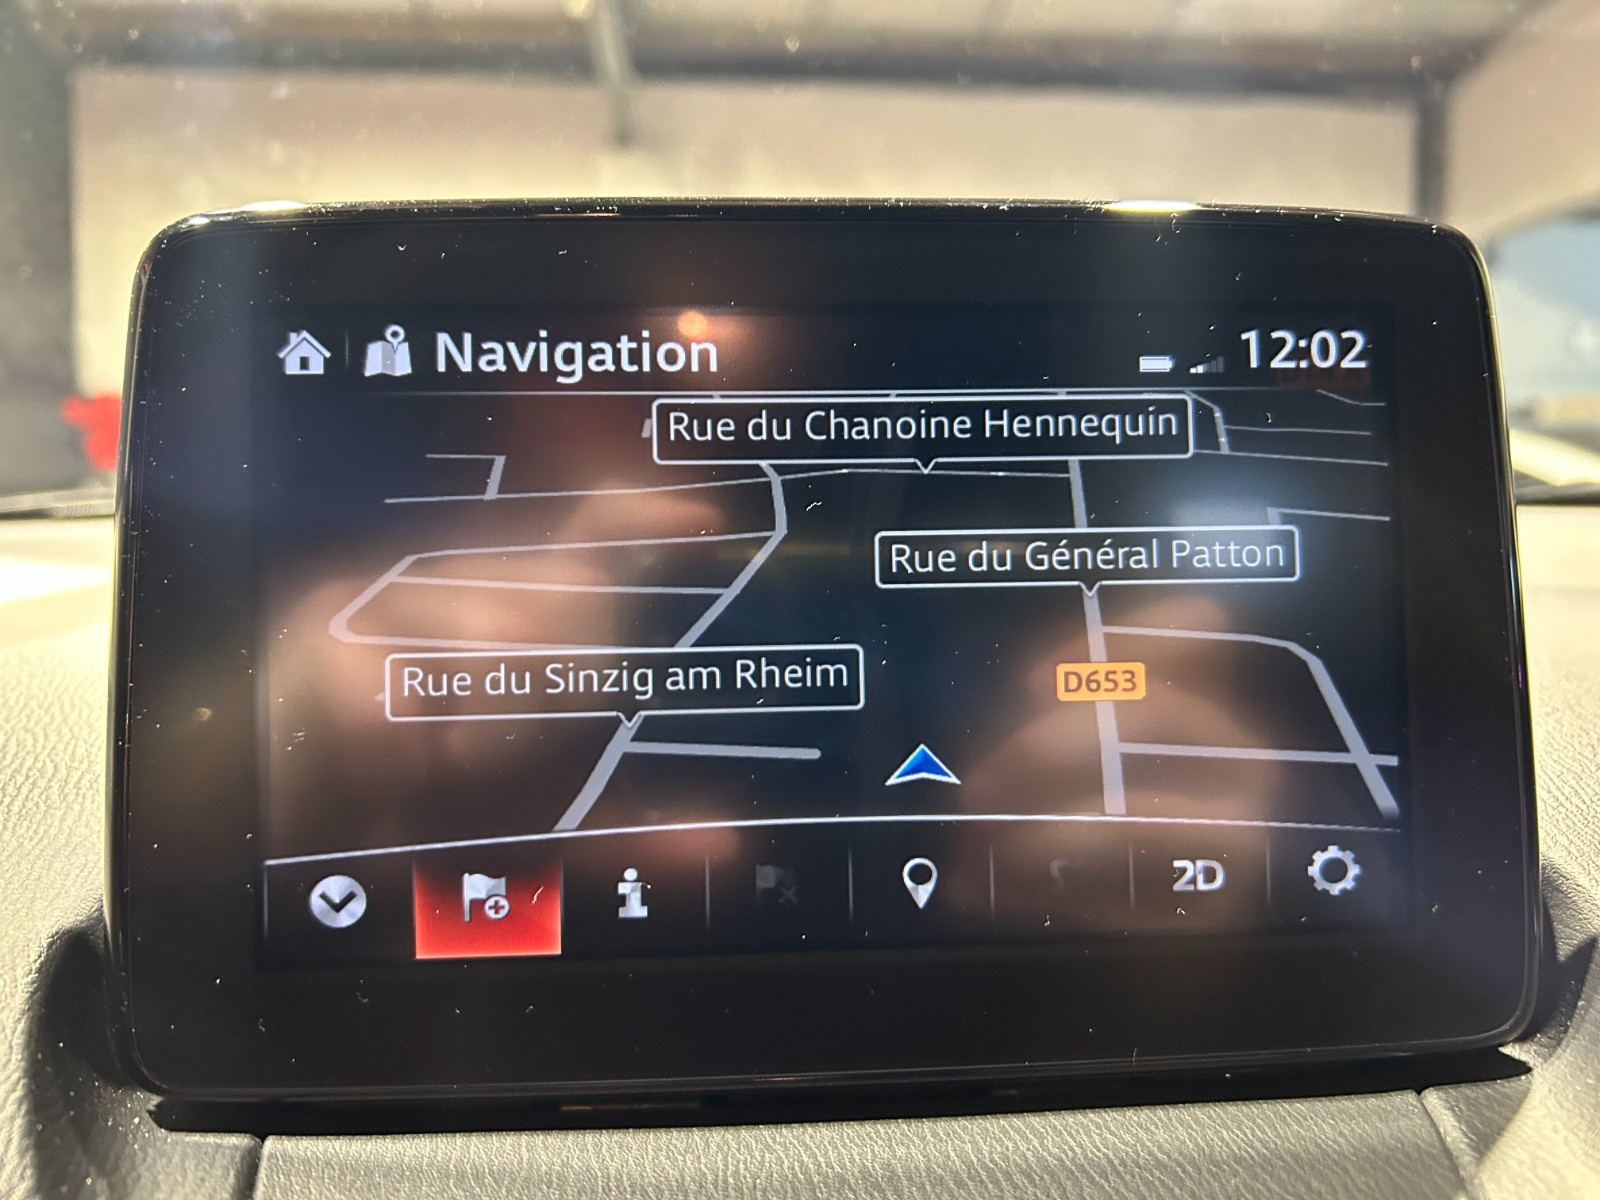 Navigation
12:02
Rue du Chanoine Hennequin
Rue du Général Patton
Rue du Sinzig am Rheim
D653
2D